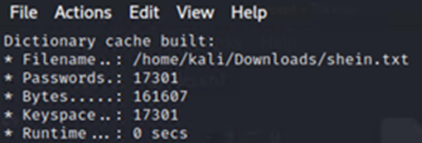 File Actions Edit View Help
Dictionary cache built:
* Filename..: /home/kali/Downloads/shein.txt
* Passwords.: 17301
* Bytes.....: 161607
* Keyspace..: 17301
* Runtime...: 0 secs